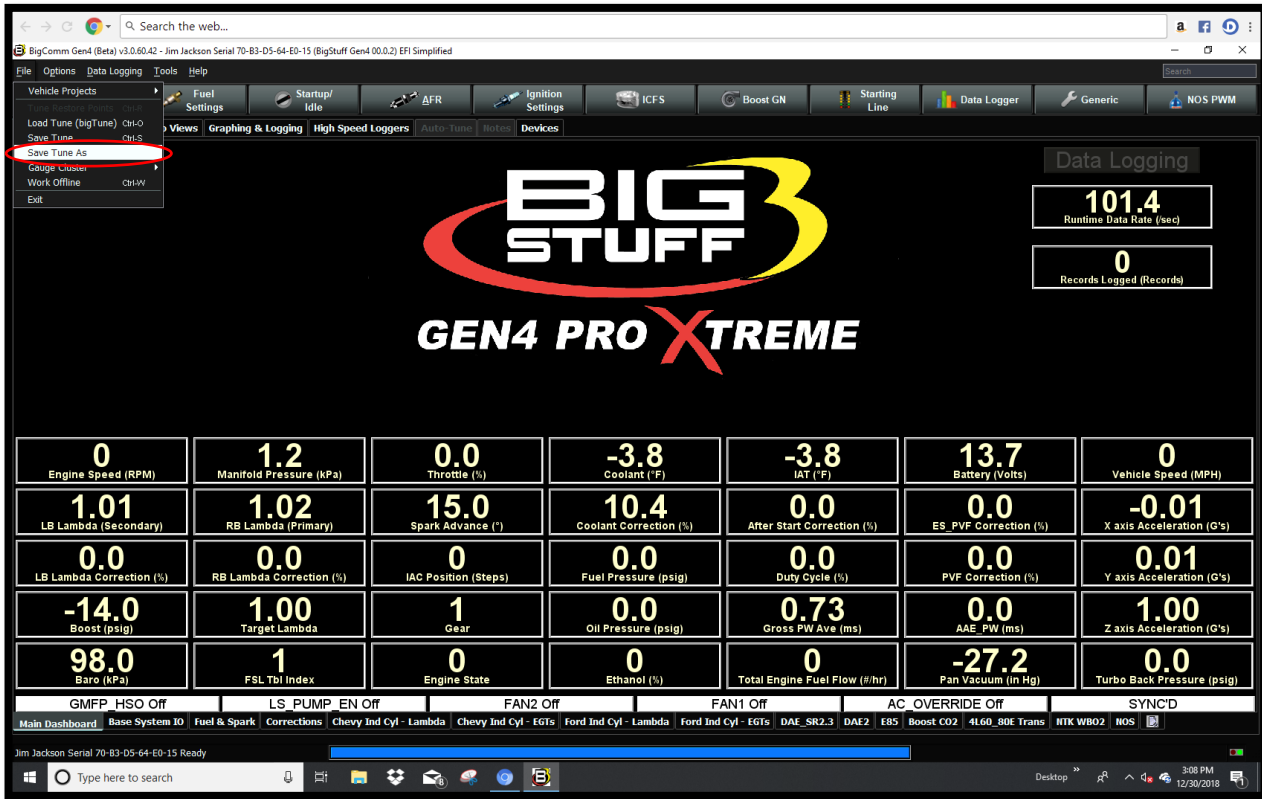 Search the web...
BigComm Gen4 (Beta) v3.0.60.42 - Jim Jackson Serial 70-B3-D5-64-E0-15 (BigStuff Gen4 00.0.2) EFI Simplified
File Options Data Logging Tools Help
Search
Vehicle Projects
Tune Restore Points Ctrl-R
Load Tune (bigTune) Ctrl-O
Save Tune Ctrl-S
Save Tune As
Gauge Cluster
Work Offline Ctrl-W
Exit
Fuel Settings
Startup/ Idle
AFR
Ignition Settings
ICFS
Boost GN
Starting Line
Data Logger
Generic
NOS PWM
Views Graphing & Logging High Speed Loggers Auto-Tune Notes Devices
Data Logging
101.4
Runtime Data Rate (/sec)
0
Records Logged (Records)
BIG
STUFF
3
GEN4 PRO XTREME
0 1.2 0.0 -3.8 -3.8 13.7 0
Engine Speed (RPM) Manifold Pressure (kPa) Throttle (%) Coolant (°F) IAT (°F) Battery (Volts) Vehicle Speed (MPH)
1.01 1.02 15.0 10.4 0.0 0.0 -0.01
LB Lambda (Secondary) RB Lambda (Primary) Spark Advance (°) Coolant Correction (%) After Start Correction (%) ES_PVF Correction (%) X axis Acceleration (G's)
0.0 0.0 0 0.0 0.0 0.0 0.01
LB Lambda Correction (%) RB Lambda Correction (%) IAC Position (Steps) Fuel Pressure (psig) Duty Cycle (%) PVF Correction (%) Y axis Acceleration (G's)
-14.0 1.00 1 0.0 0.73 0.0 1.00
Boost (psig) Target Lambda Gear Oil Pressure (psig) Gross PW Ave (ms) AAE_PW (ms) Z axis Acceleration (G's)
98.0 1 0 0 0 -27.2 0.0
Baro (kPa) FSL Tbl Index Engine State Ethanol (%) Total Engine Fuel Flow (#/hr) Pan Vacuum (in Hg) Turbo Back Pressure (psig)
GMFP_HSO Off LS_PUMP_EN Off FAN2 Off FAN1 Off AC_OVERRIDE Off SYNC'D
Main Dashboard Base System IO Fuel & Spark Corrections Chevy Ind Cyl - Lambda Chevy Ind Cyl - EGTs Ford Ind Cyl - Lambda Ford Ind Cyl - EGTs DAE_SR2.3 DAE2 E85 Boost CO2 4L60_80E Trans NTK WBO2 NOS
Jim Jackson Serial 70-B3-D5-64-E0-15 Ready
Type here to search
Desktop
3:08 PM
12/30/2018